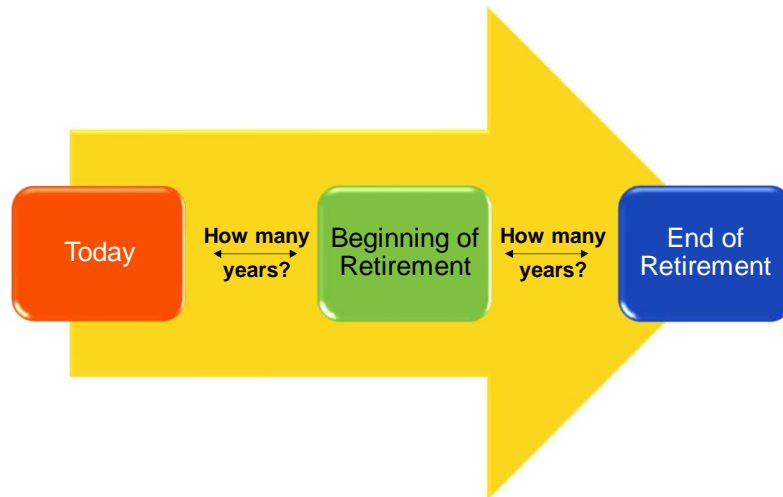 Today
How many
years?
Beginning of
Retirement
How many
years?
End of
Retirement